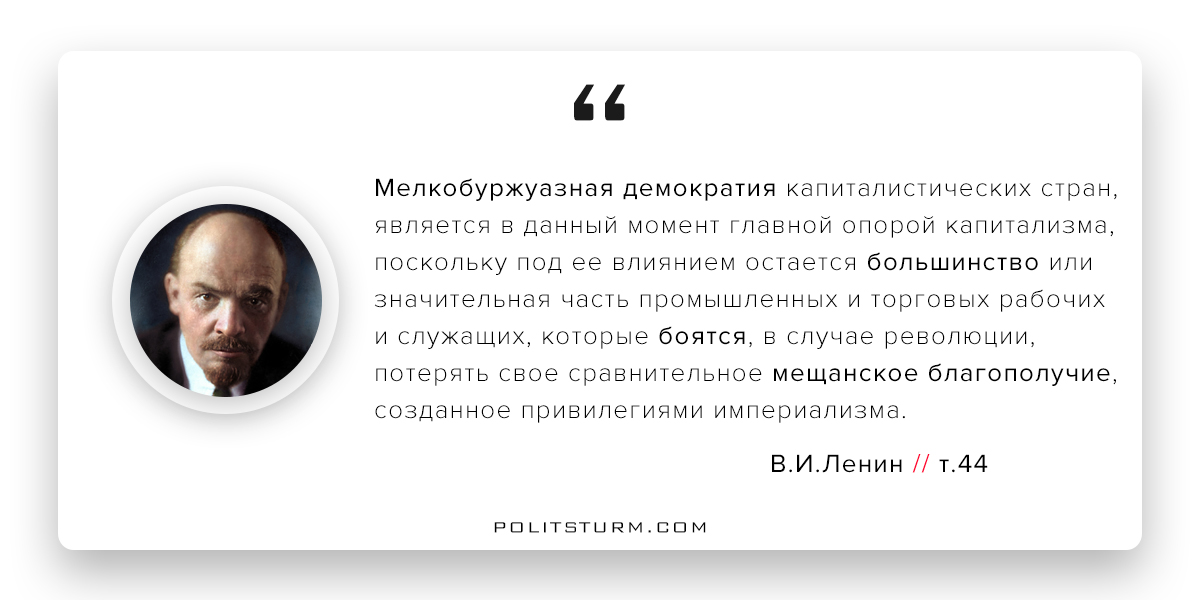 “
Мелкобуржуазная демократия капиталистических стран,
является в данный момент главной опорой капитализма,
поскольку под ее влиянием остается большинство или
значительная часть промышленных и торговых рабочих
и служащих, которые боятся, в случае революции,
потерять свое сравнительное мещанское благополучие,
созданное привилегиями империализма.
В.И.Ленин // т.44
POLITSTURM.COM